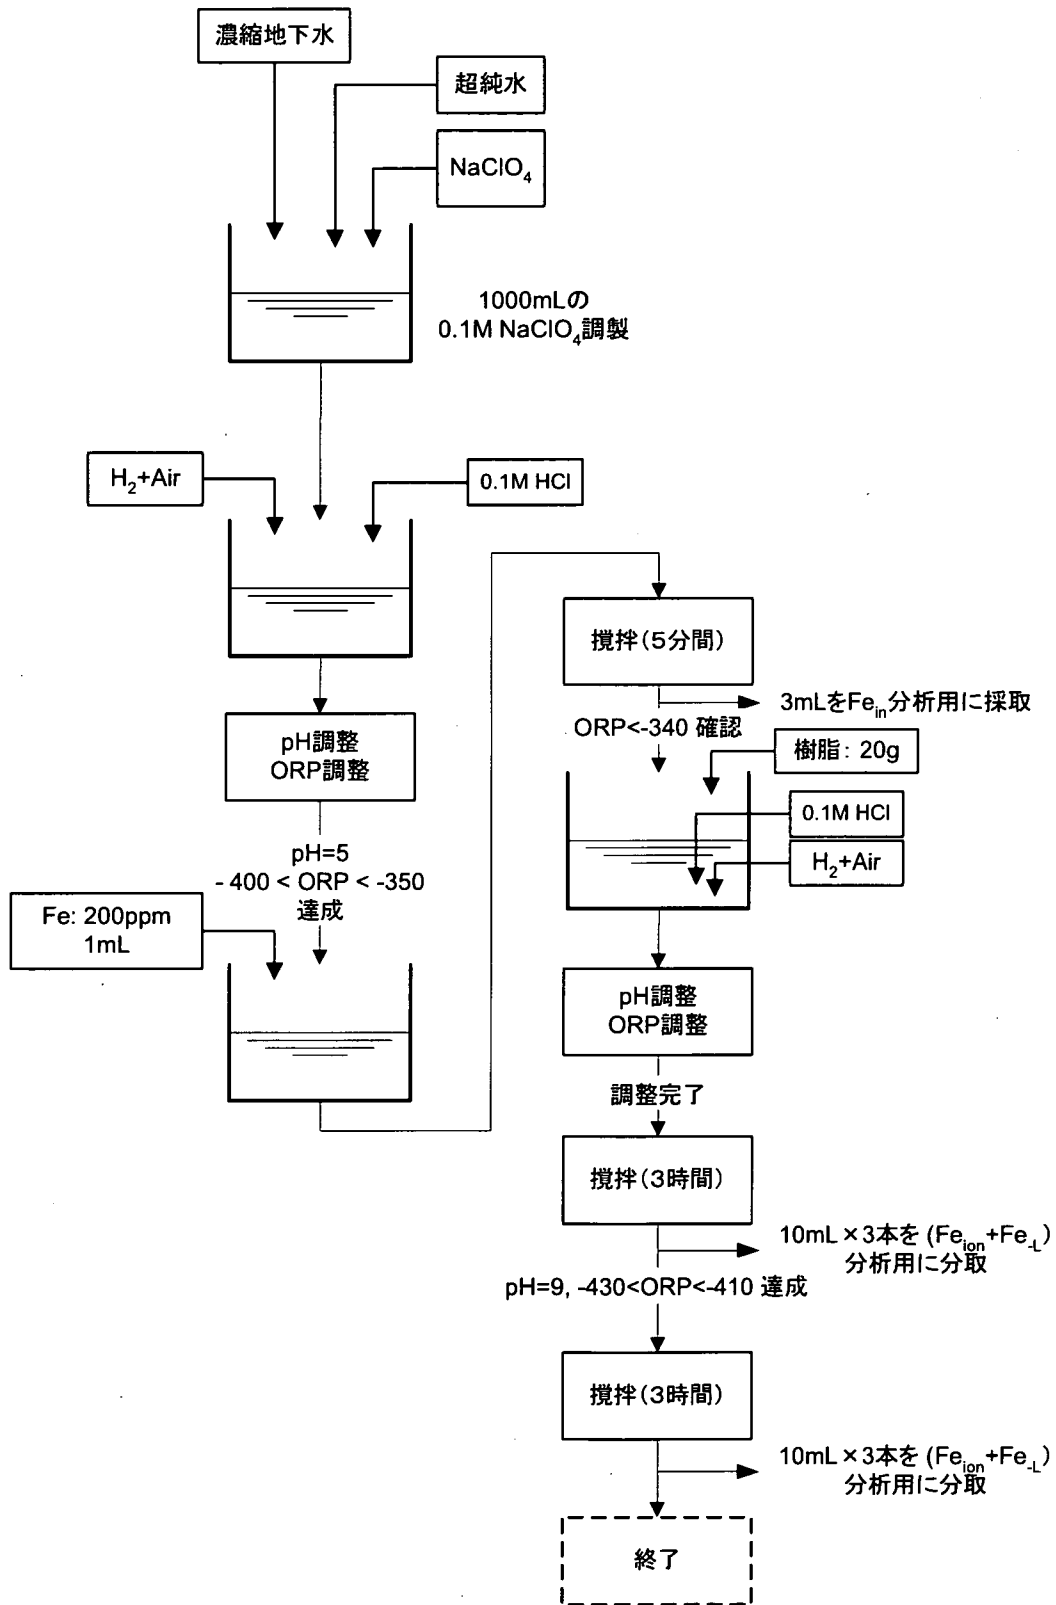 濃縮地下水
超純水
NaClO₄
1000mLの
0.1M NaClO₄調製
H₂+Air
0.1M HCl
pH調整
ORP調整
pH=5
- 400 < ORP < -350
達成
Fe: 200ppm
1mL
撹拌(5分間)
3mLをFeᵢₙ分析用に採取
ORP<-340 確認
樹脂: 20g
0.1M HCl
H₂+Air
pH調整
ORP調整
調整完了
撹拌(3時間)
10mL×3本を (Feion+Fe-L)
分析用に分取
pH=9, -430<ORP<-410 達成
撹拌(3時間)
10mL×3本を (Feion+Fe-L)
分析用に分取
終了